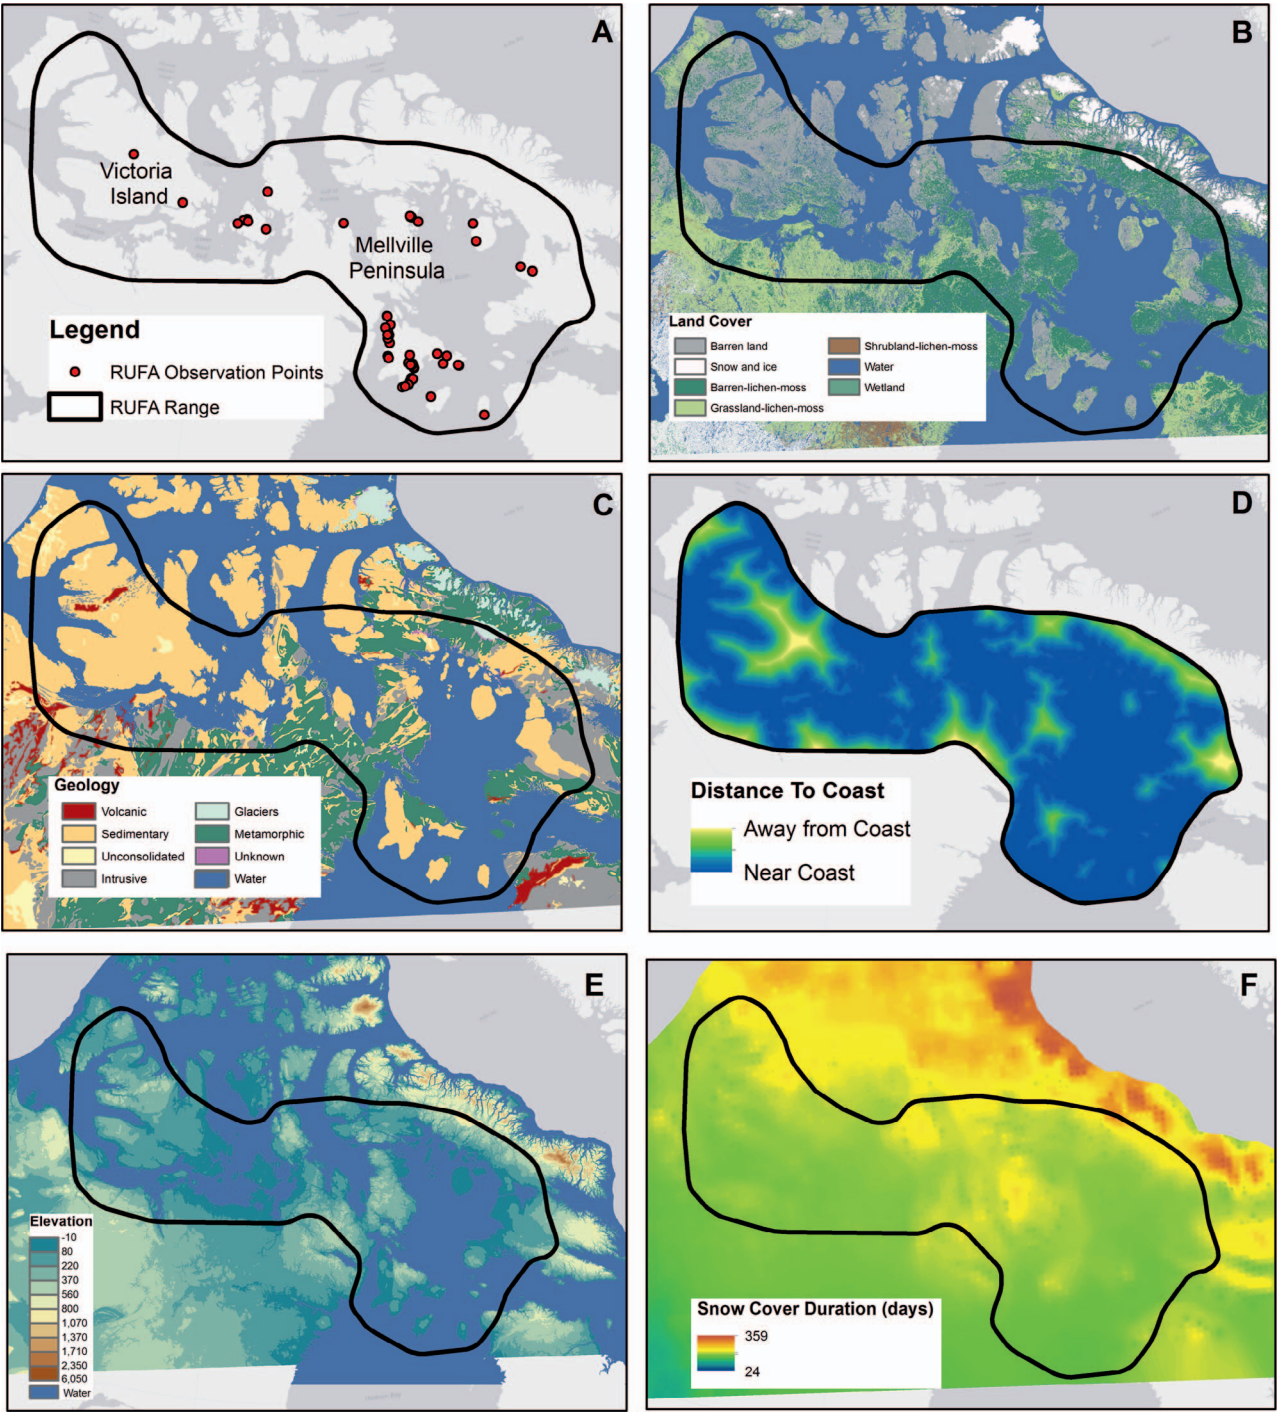 A
Victoria
Island
Mellville
Peninsula
Legend
RUFA Observation Points
RUFA Range
B
Land Cover
Barren land
Snow and ice
Barren-lichen-moss
Grassland-lichen-moss
Shrubland-lichen-moss
Water
Wetland
C
Geology
Volcanic
Sedimentary
Unconsolidated
Intrusive
Glaciers
Metamorphic
Unknown
Water
D
Distance To Coast
Away from Coast
Near Coast
E
Elevation
-10
80
220
370
560
800
1,070
1,370
1,710
2,350
6,050
Water
F
Snow Cover Duration (days)
359
24